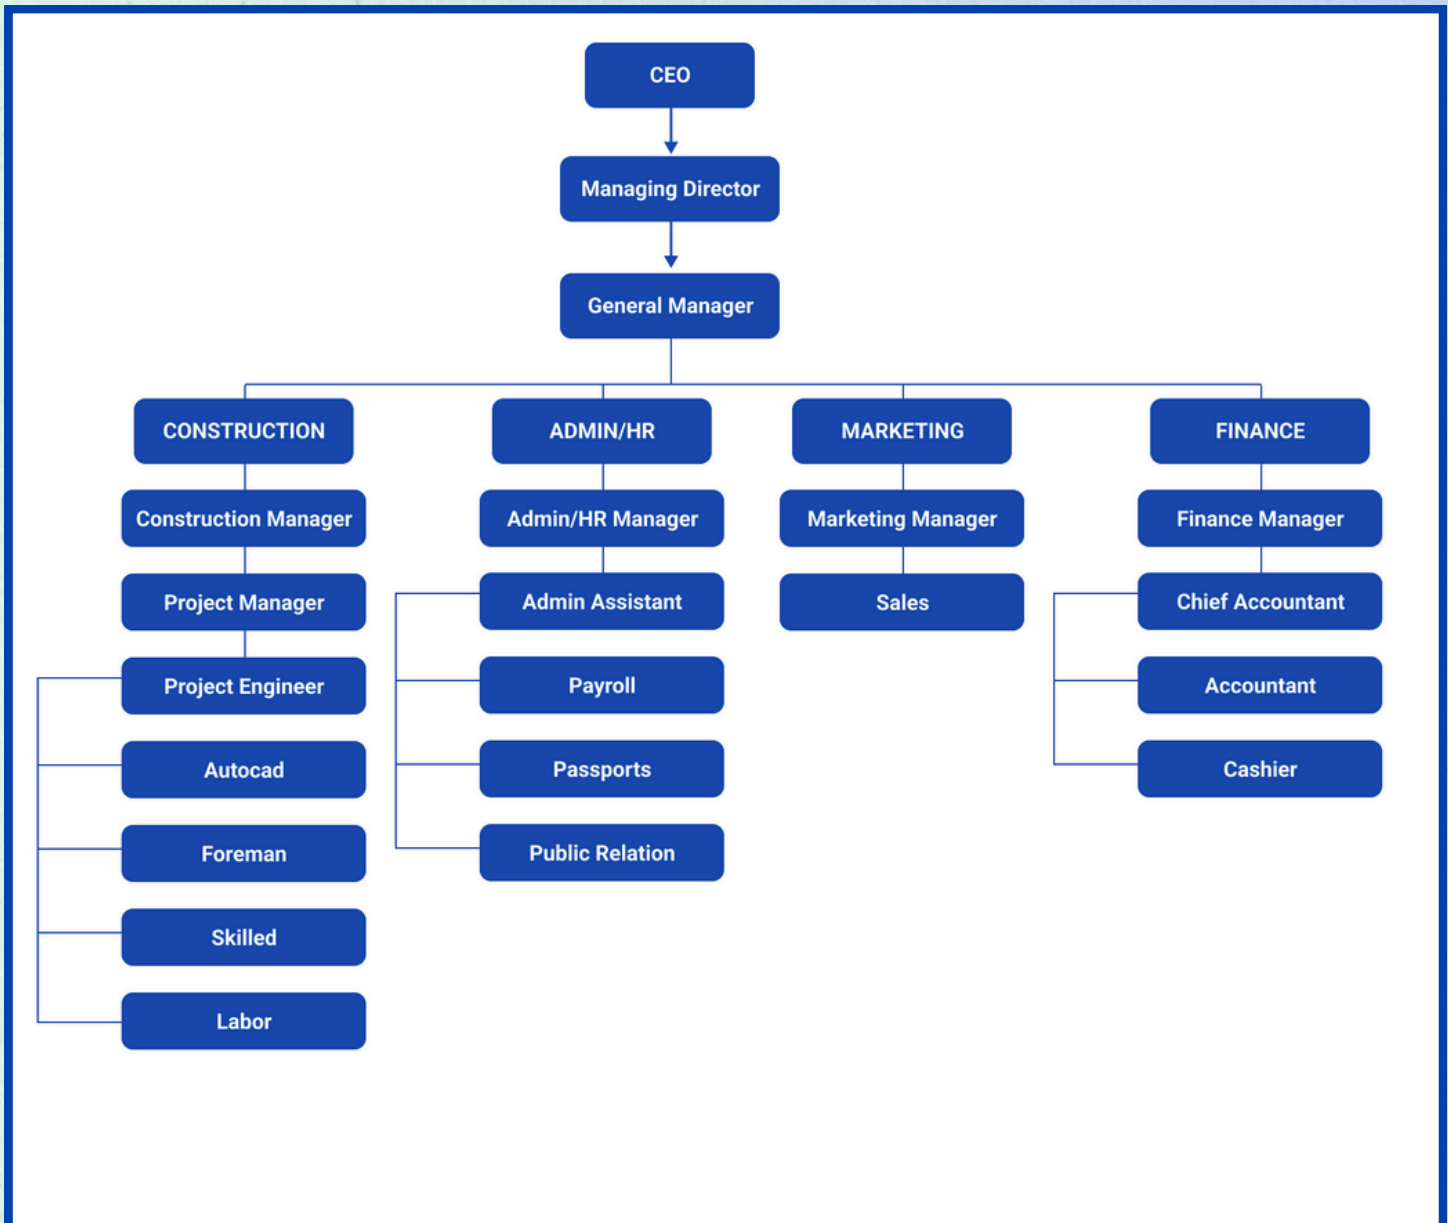 CEO
Managing Director
General Manager
CONSTRUCTION
Construction Manager
Project Manager
Project Engineer
Autocad
Foreman
Skilled
Labor
ADMIN/HR
Admin/HR Manager
Admin Assistant
Payroll
Passports
Public Relation
MARKETING
Marketing Manager
Sales
FINANCE
Finance Manager
Chief Accountant
Accountant
Cashier